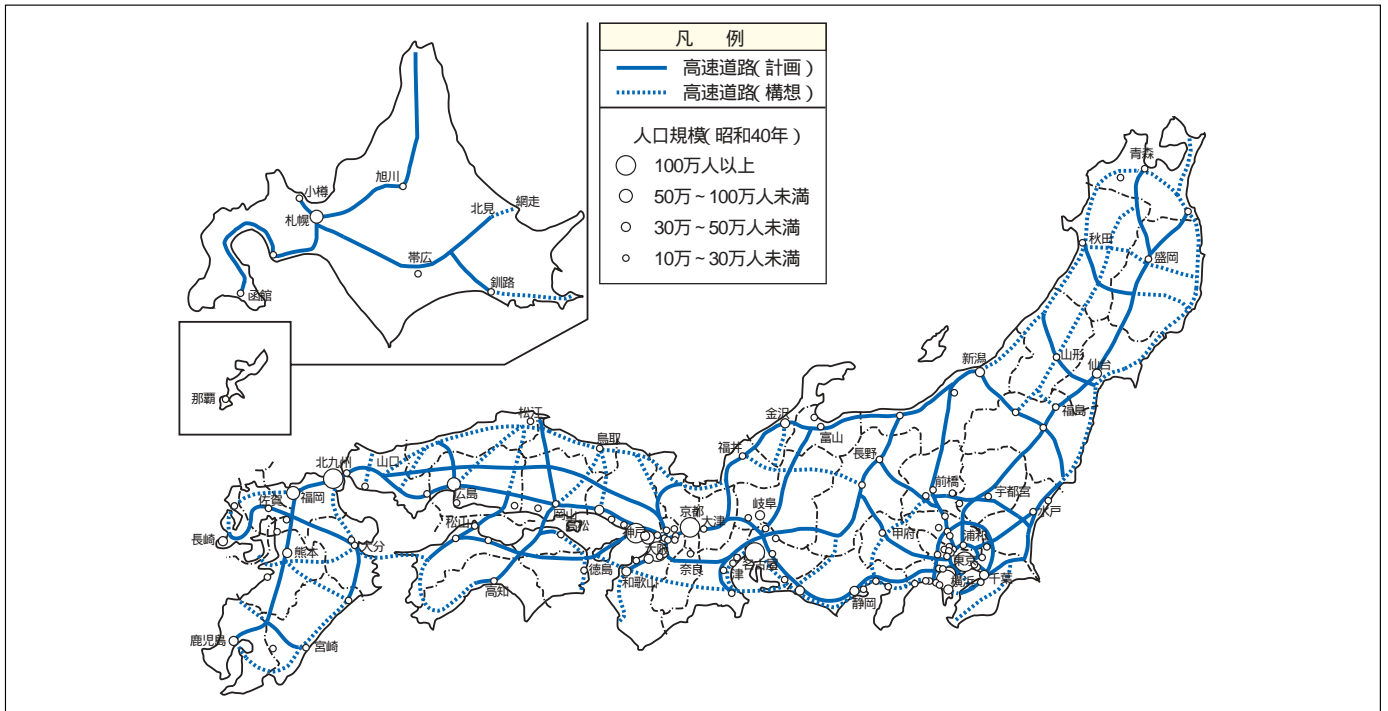 凡 例
高速道路(計画)
高速道路(構想)
人口規模(昭和40年)
100万人以上
50万~100万人未満
30万~50万人未満
10万~30万人未満
小樽
旭川
札幌
北見
網走
帯広
釧路
函館
那覇
青森
秋田
盛岡
山形
仙台
新潟
福島
金沢
富山
福井
長野
前橋
宇都宮
水戸
松江
鳥取
北九州
山口
広島
岡山
高松
松山
高知
徳島
神戸
大阪
京都
大津
奈良
和歌山
岐阜
名古屋
津
甲府
静岡
浦和
東京
横浜
千葉
佐賀
福岡
長崎
熊本
大分
鹿児島
宮崎